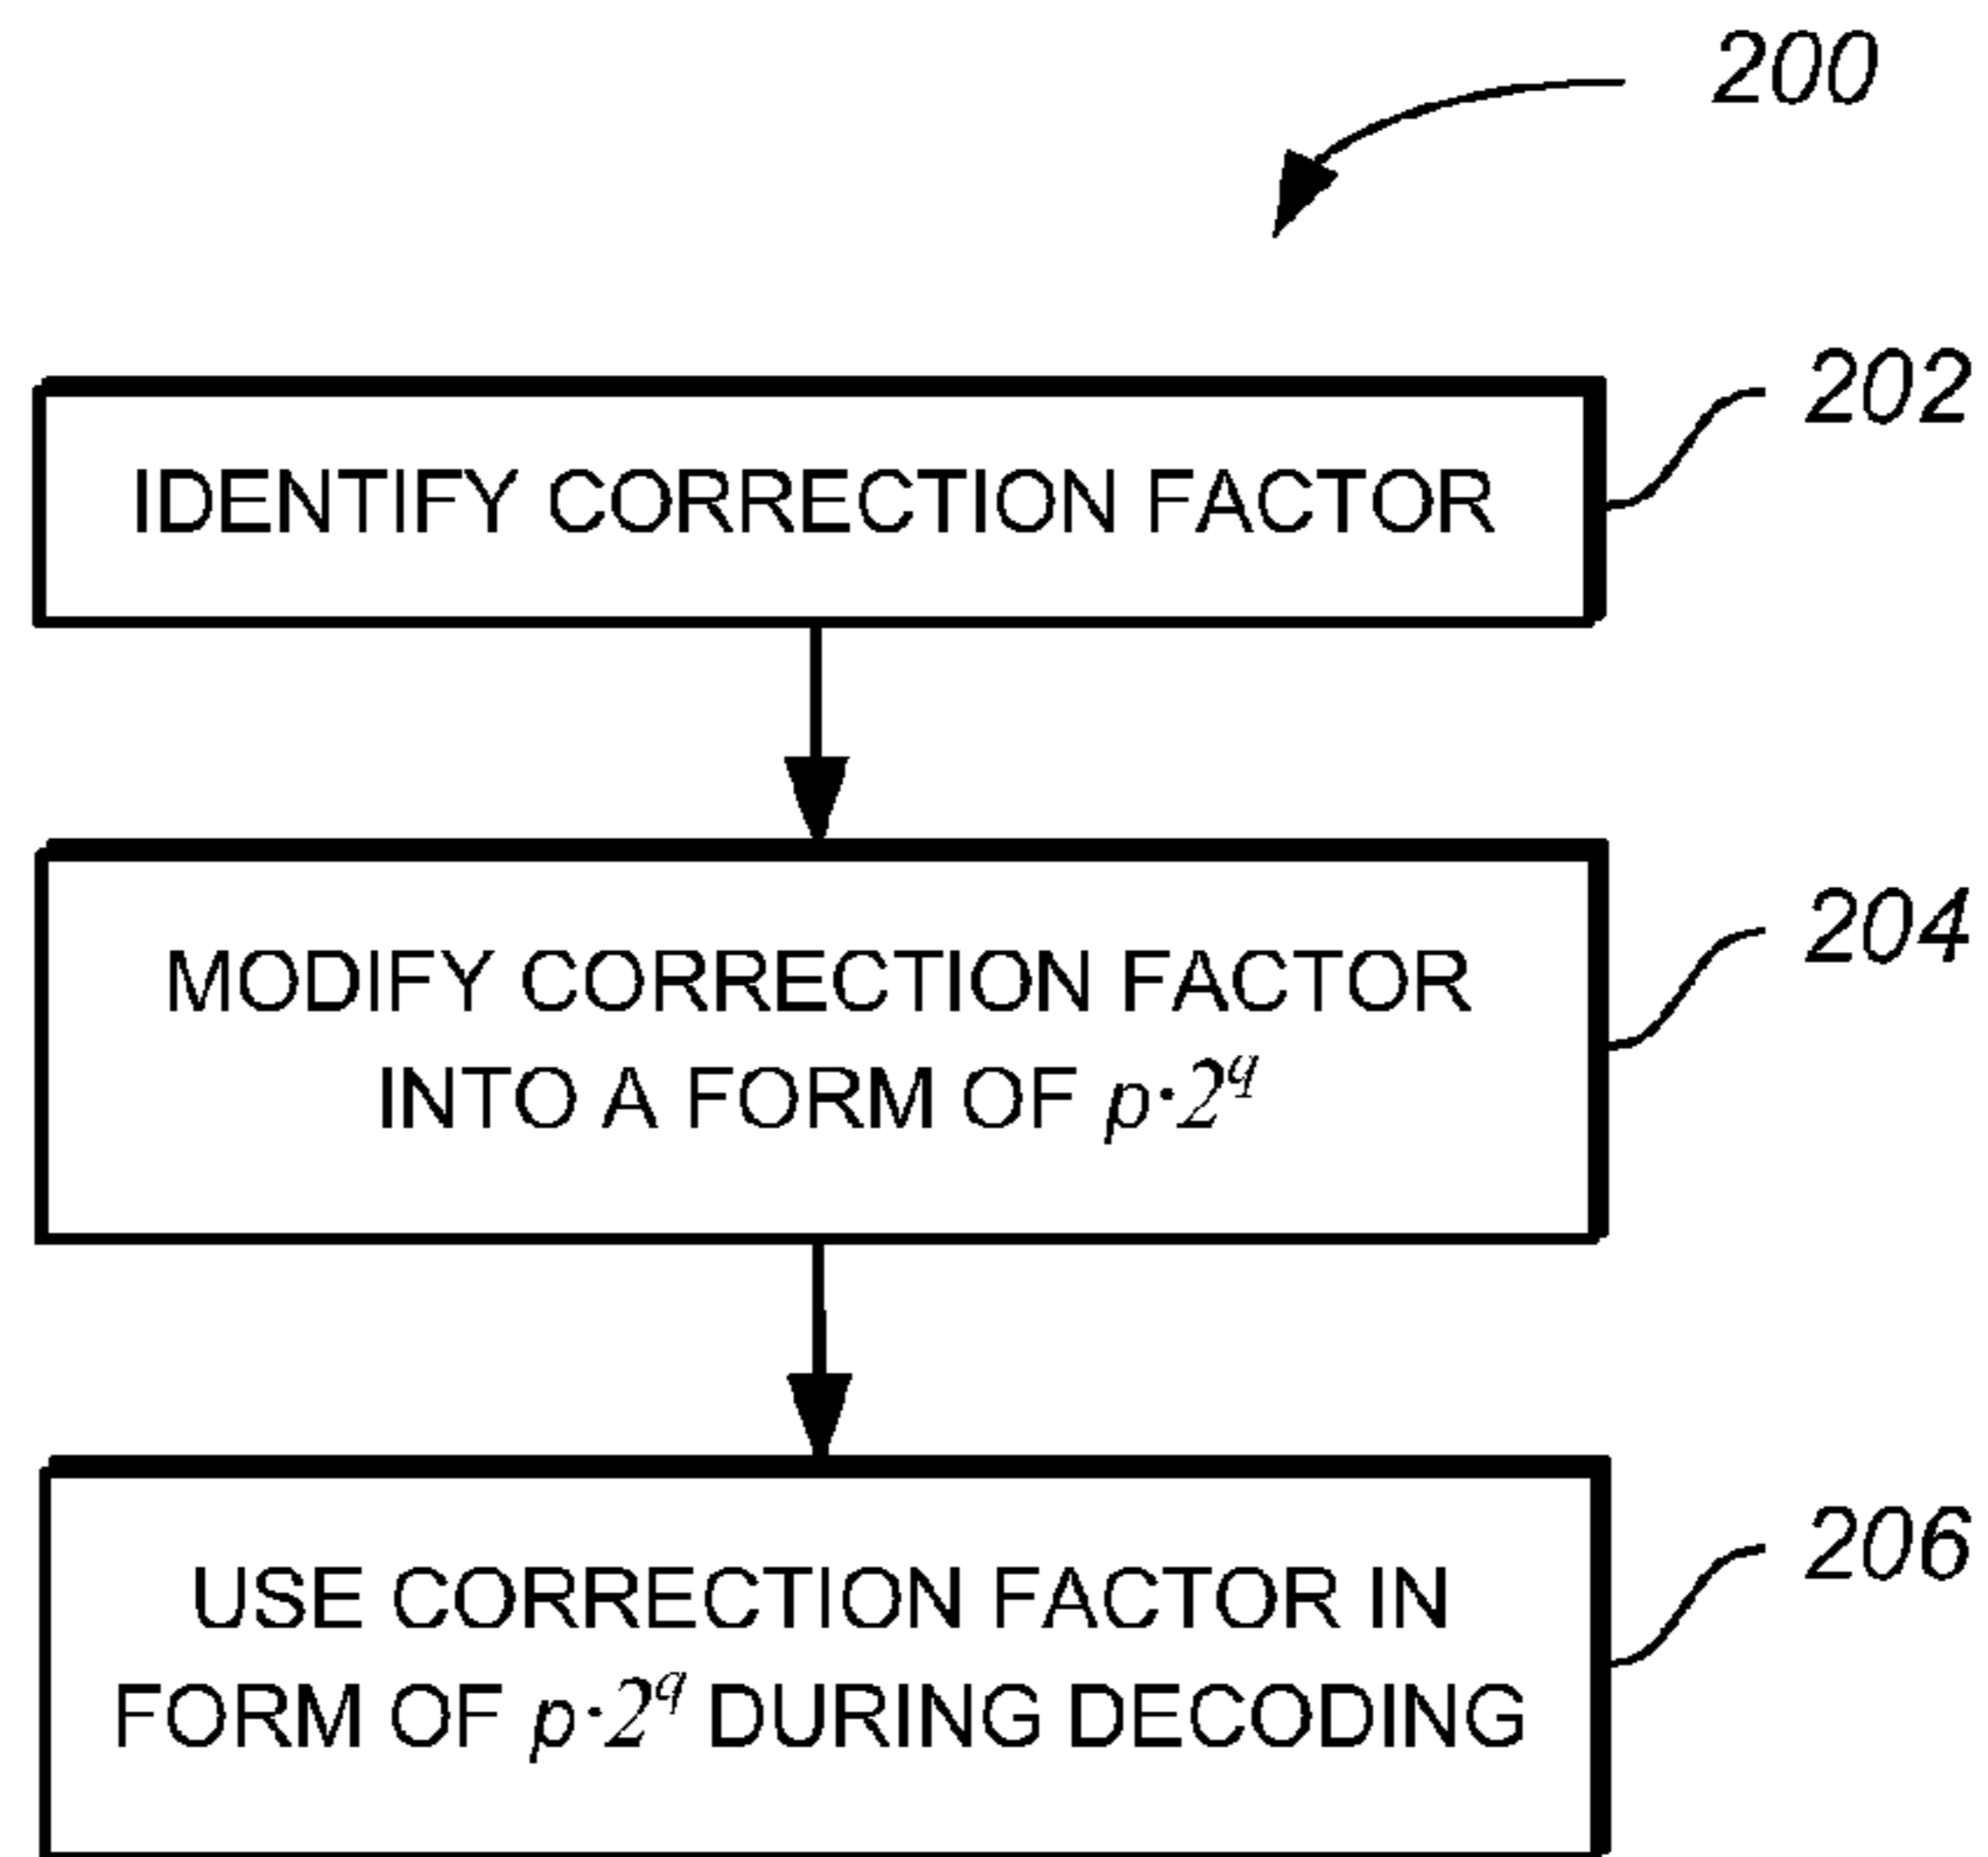 200
202
IDENTIFY CORRECTION FACTOR
204
MODIFY CORRECTION FACTOR
INTO A FORM OF p·2^q
206
USE CORRECTION FACTOR IN
FORM OF p·2^q DURING DECODING